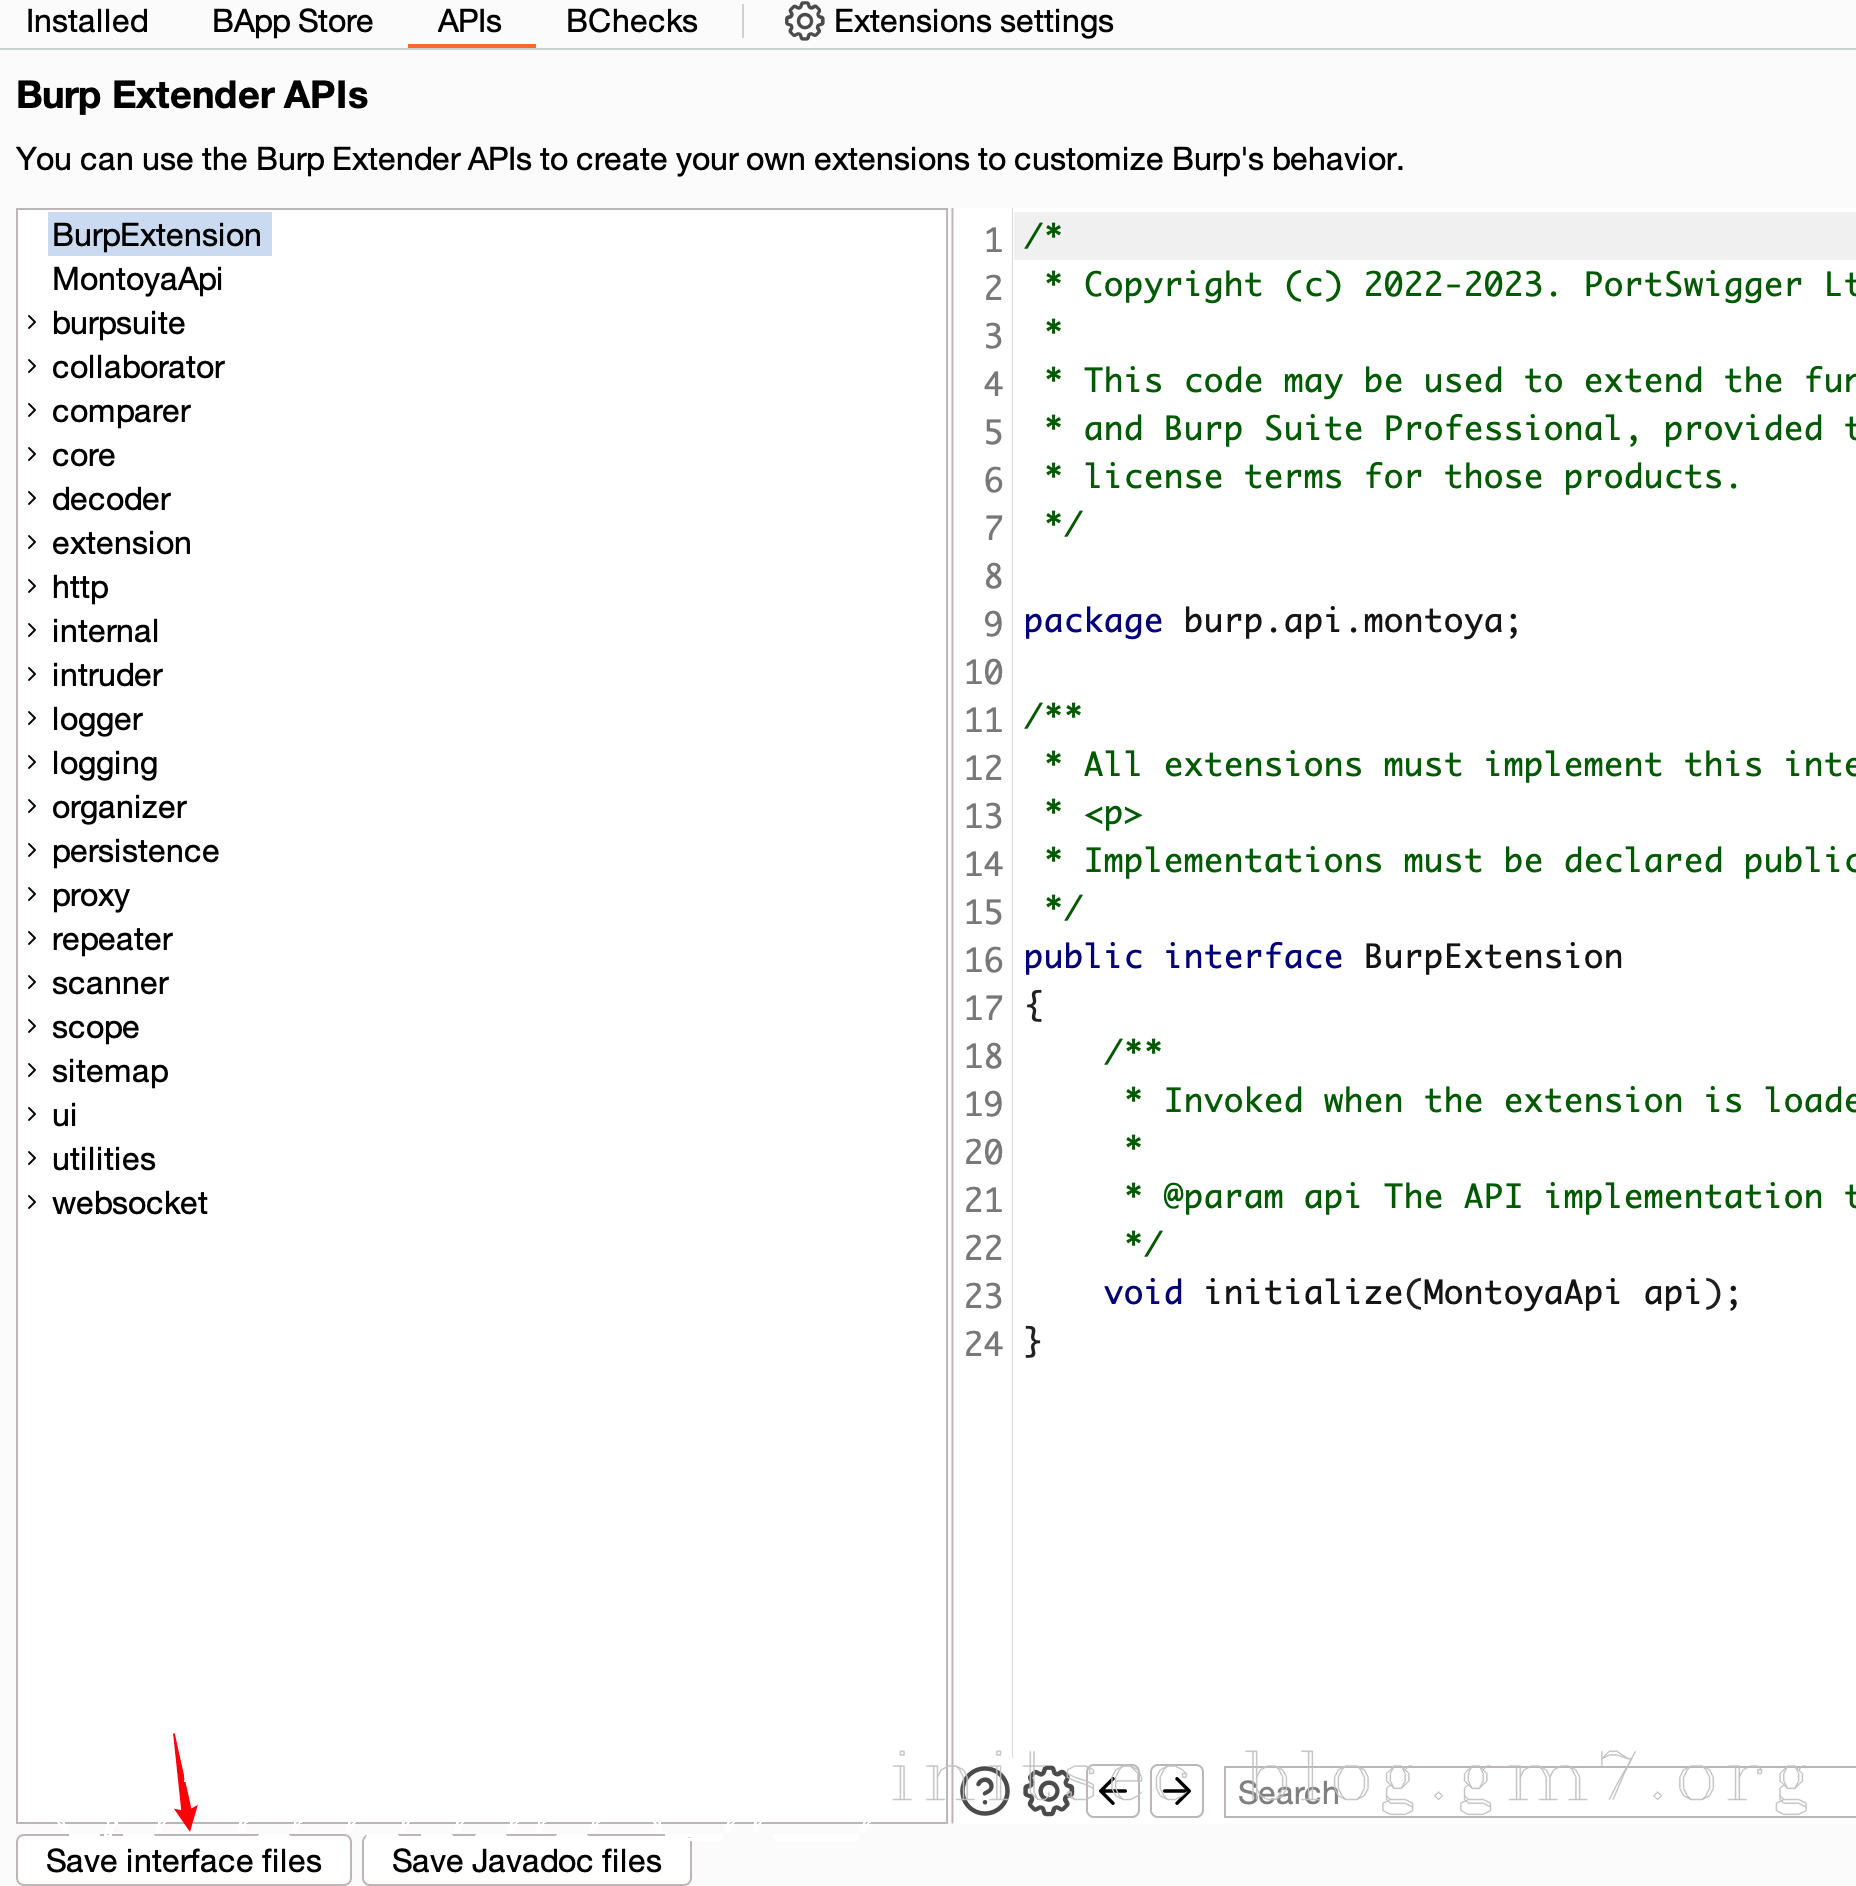 Installed BApp Store APIs BChecks Extensions settings
Burp Extender APIs
You can use the Burp Extender APIs to create your own extensions to customize Burp's behavior.
BurpExtension
MontoyaApi
burpsuite
collaborator
comparer
core
decoder
extension
http
internal
intruder
logger
logging
organizer
persistence
proxy
repeater
scanner
scope
sitemap
ui
utilities
websocket
1 /*
2  * Copyright (c) 2022-2023. PortSwigger Lt
3  *
4  * This code may be used to extend the fun
5  * and Burp Suite Professional, provided t
6  * license terms for those products.
7  */
8
9 package burp.api.montoya;
10
11 /**
12  * All extensions must implement this inte
13  * <p>
14  * Implementations must be declared public
15  */
16 public interface BurpExtension
17 {
18     /**
19      * Invoked when the extension is loade
20      *
21      * @param api The API implementation t
22      */
23     void initialize(MontoyaApi api);
24 }
Search
initsec blog.gm7.org
Save interface files Save Javadoc files